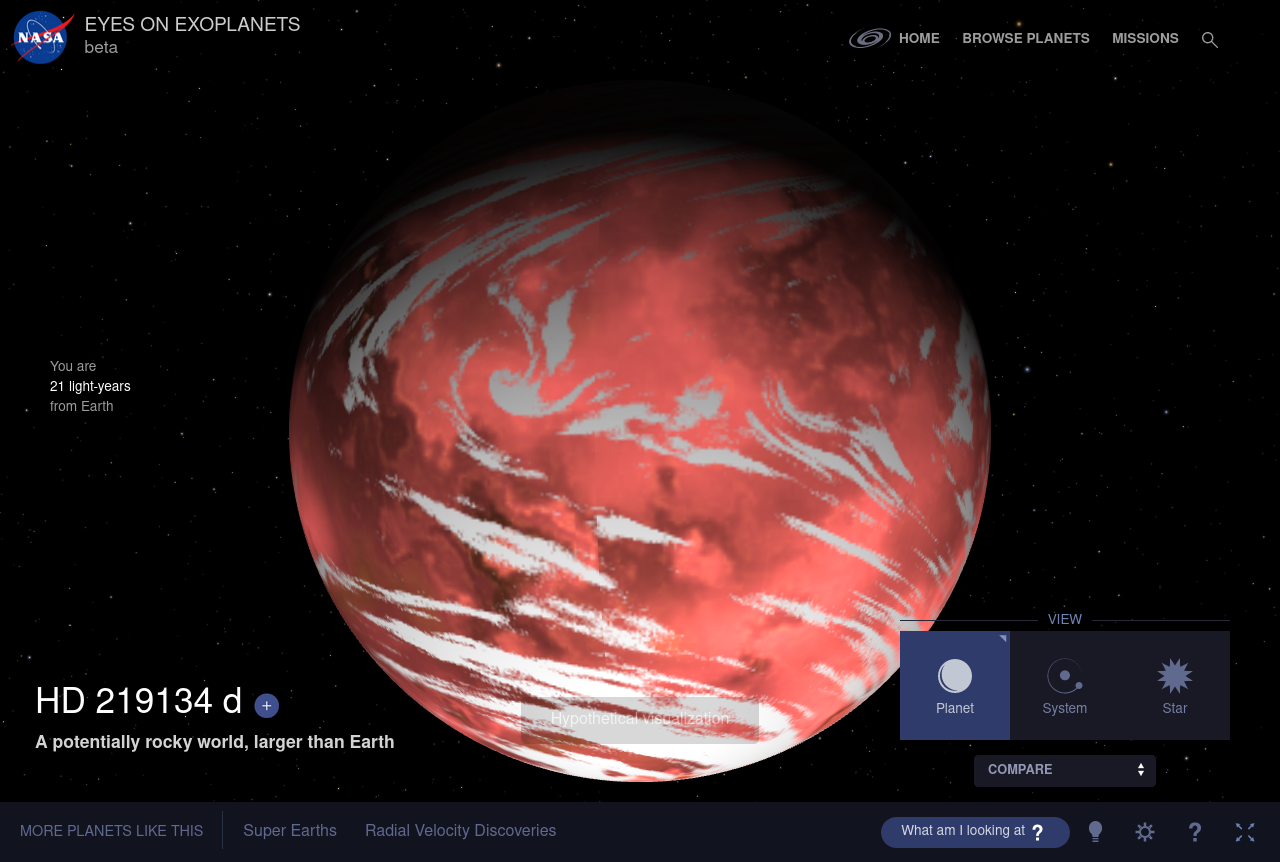 NASA
EYES ON EXOPLANETS
beta
HOME
BROWSE PLANETS
MISSIONS
You are
21 light-years
from Earth
VIEW
Planet
System
Star
HD 219134 d +
A potentially rocky world, larger than Earth
Hypothetical Visualization
COMPARE
MORE PLANETS LIKE THIS
Super Earths
Radial Velocity Discoveries
What am I looking at ?
?